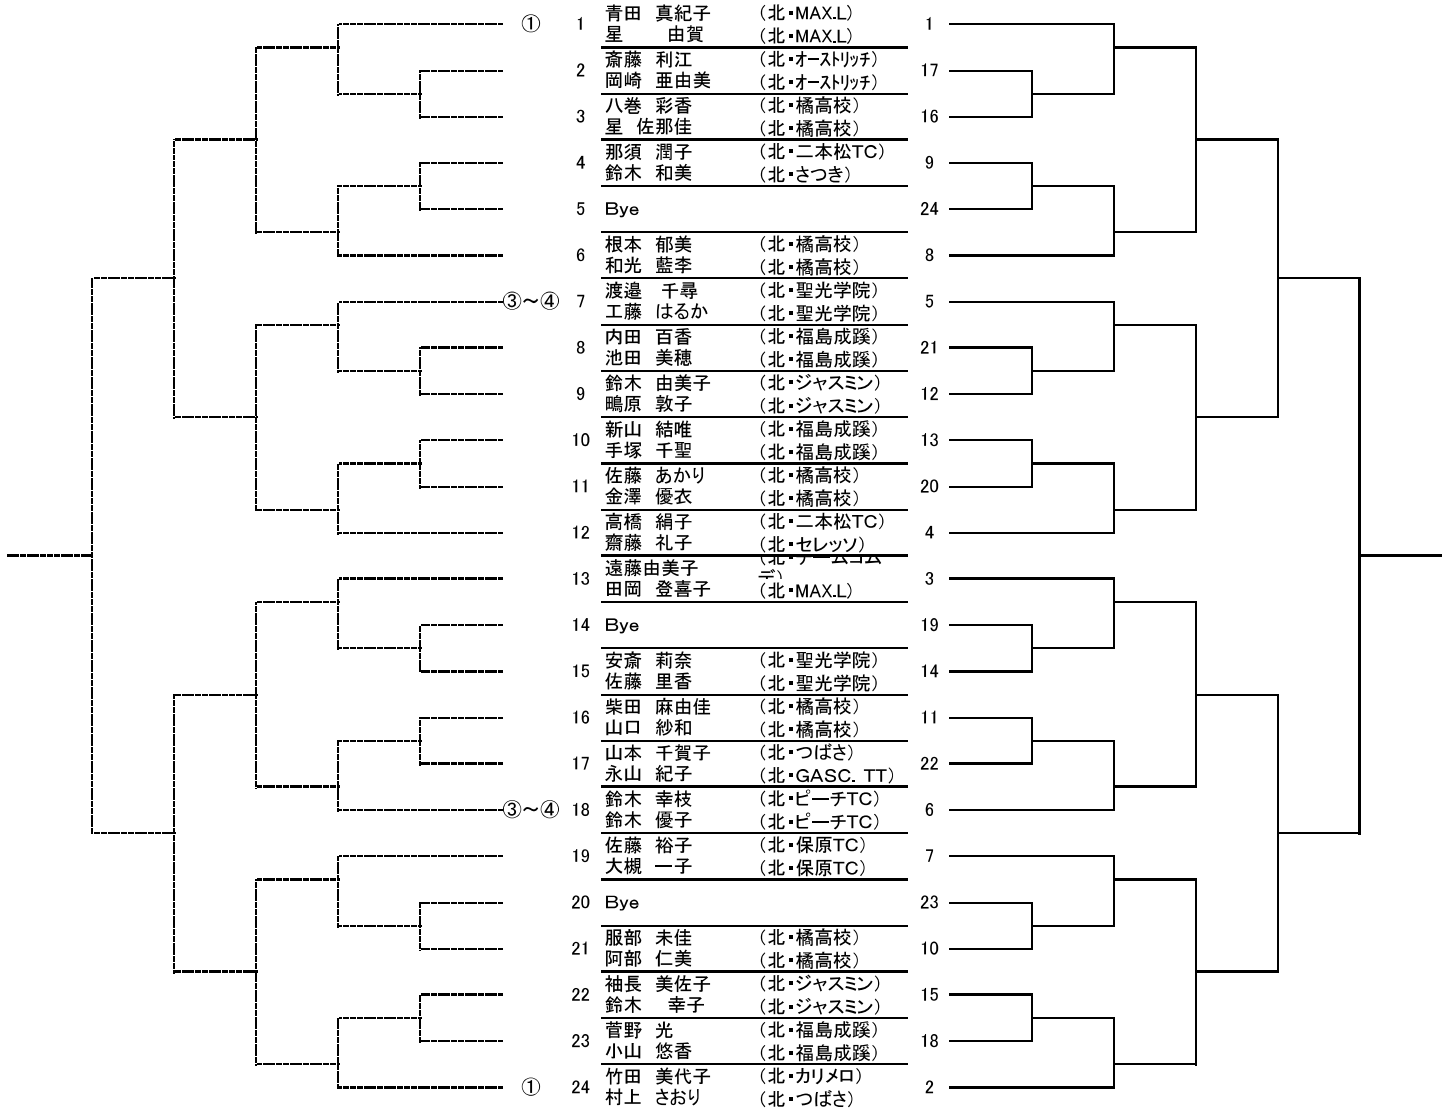 ① 1 青田 真紀子 (北・MAX.L) 1
星 由賀 (北・MAX.L)
2 斎藤 利江 (北・オーストリッチ) 17
岡崎 亜由美 (北・オーストリッチ)
3 八巻 彩香 (北・橘高校) 16
星 佐那佳 (北・橘高校)
4 那須 潤子 (北・二本松TC) 9
鈴木 和美 (北・さつき)
5 Bye 24
6 根本 郁美 (北・橘高校) 8
和光 藍李 (北・橘高校)
③~④ 7 渡邉 千尋 (北・聖光学院) 5
工藤 はるか (北・聖光学院)
8 内田 百香 (北・福島成蹊) 21
池田 美穂 (北・福島成蹊)
9 鈴木 由美子 (北・ジャスミン) 12
鴫原 敦子 (北・ジャスミン)
10 新山 結唯 (北・福島成蹊) 13
手塚 千聖 (北・福島成蹊)
11 佐藤 あかり (北・橘高校) 20
金澤 優衣 (北・橘高校)
12 高橋 絹子 (北・二本松TC) 4
齋藤 礼子 (北・セレッソ)
13 遠藤由美子 3
田岡 登喜子 (北・MAX.L)
14 Bye 19
15 安斎 莉奈 (北・聖光学院) 14
佐藤 里香 (北・聖光学院)
16 柴田 麻由佳 (北・橘高校) 11
山口 紗和 (北・橘高校)
17 山本 千賀子 (北・つばさ) 22
永山 紀子 (北・GASC. TT)
③~④ 18 鈴木 幸枝 (北・ピーチTC) 6
鈴木 優子 (北・ピーチTC)
19 佐藤 裕子 (北・保原TC) 7
大槻 一子 (北・保原TC)
20 Bye 23
21 服部 未佳 (北・橘高校) 10
阿部 仁美 (北・橘高校)
22 袖長 美佐子 (北・ジャスミン) 15
鈴木 幸子 (北・ジャスミン)
23 菅野 光 (北・福島成蹊) 18
小山 悠香 (北・福島成蹊)
① 24 竹田 美代子 (北・カリメロ) 2
村上 さおり (北・つばさ)